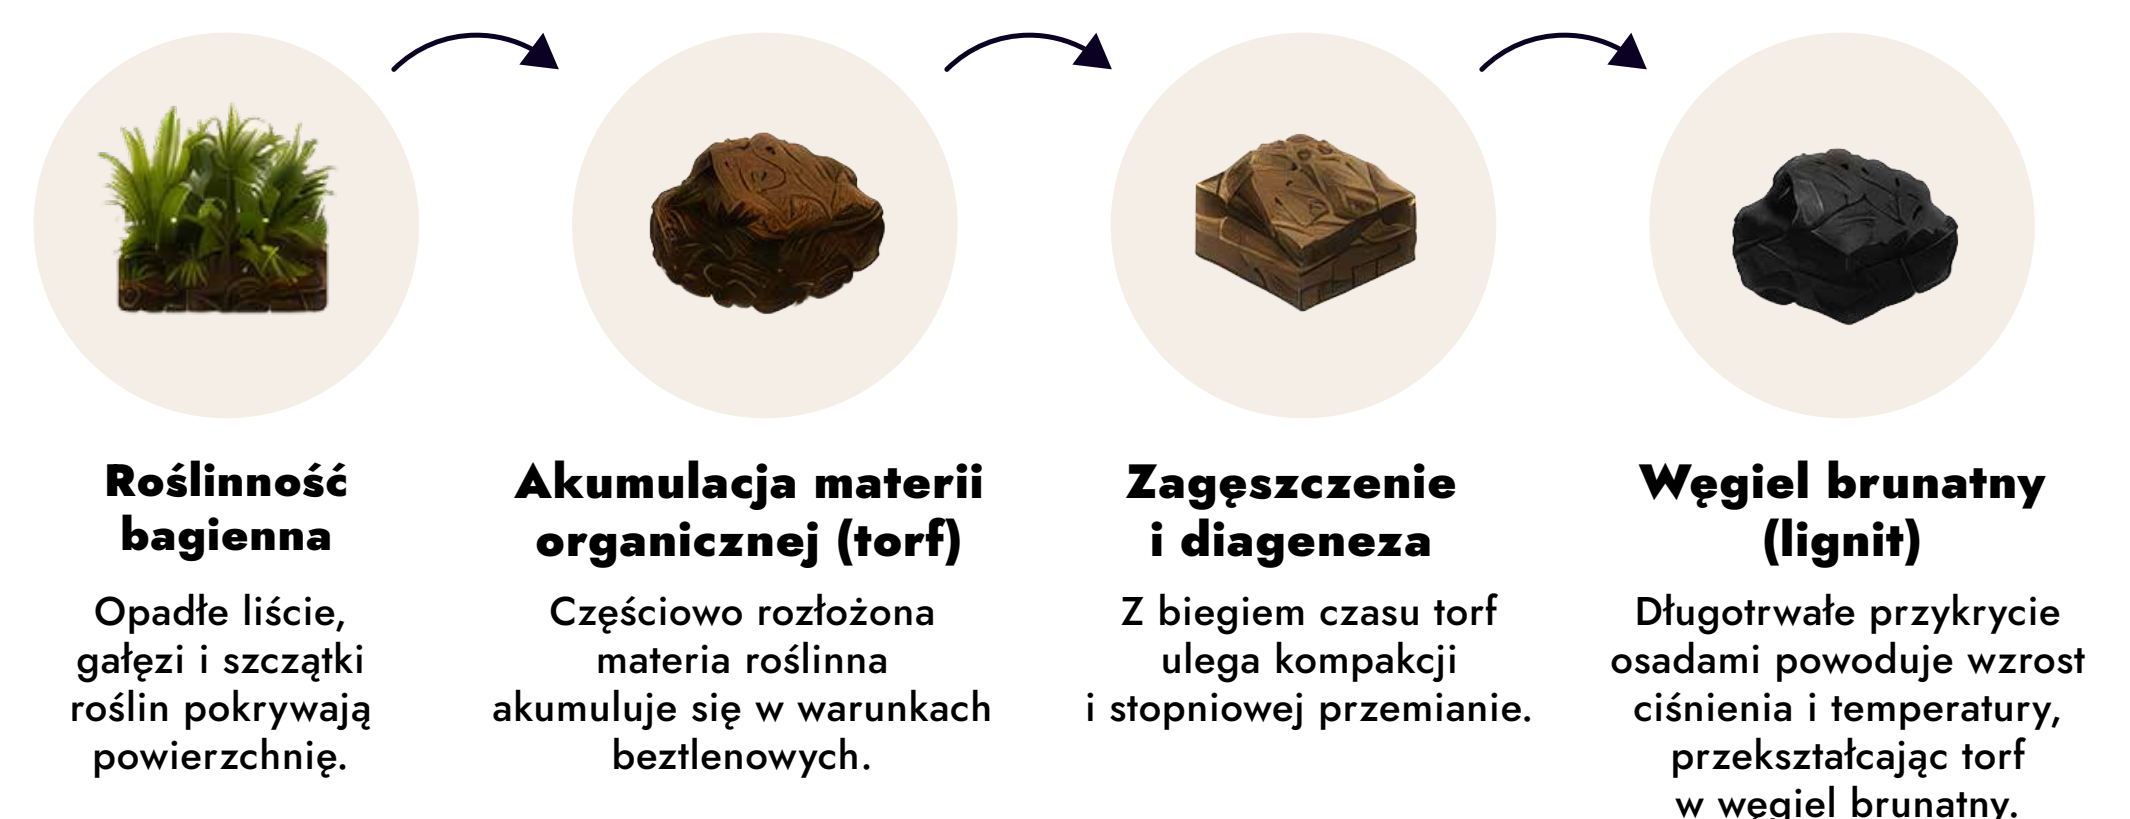 Roślinność
bagienna
Opadłe liście,
gałęzi i szczątki
roślin pokrywają
powierzchnię.
Akumulacja materii
organicznej (torf)
Częściowo rozłożona
materia roślinna
akumuluje się w warunkach
beztlenowych.
Zagęszczenie
i diageneza
Z biegiem czasu torf
ulega kompakcji
i stopniowej przemianie.
Węgiel brunatny
(lignit)
Długotrwałe przykrycie
osadami powoduje wzrost
ciśnienia i temperatury,
przekształcając torf
w węgiel brunatny.